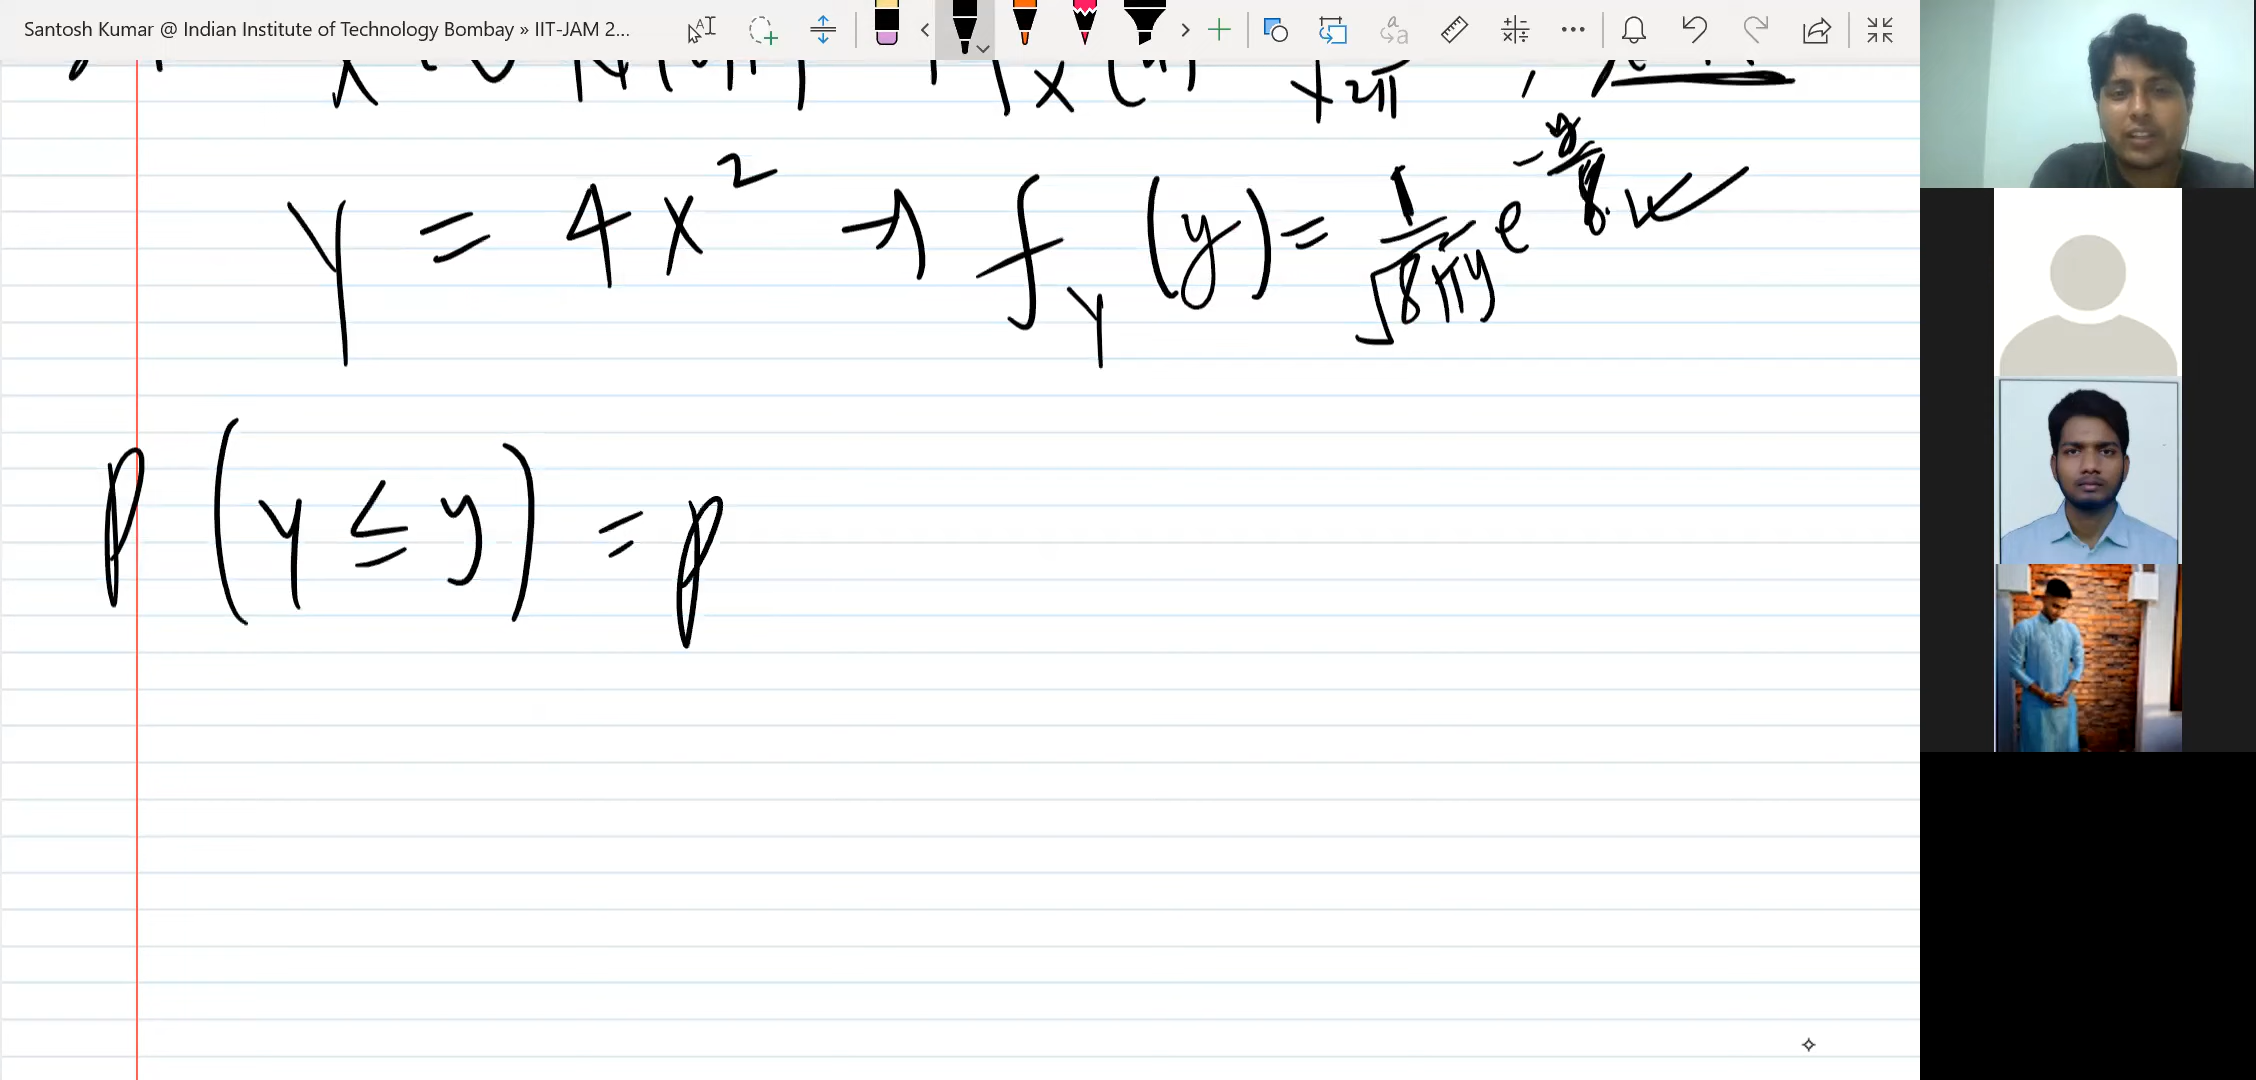 Santosh Kumar @ Indian Institute of Technology Bombay » IIT-JAM 2...
Y = 4x² → f_Y(y) = 1/√8πy e^-y/8
P(Y ≤ y) = P